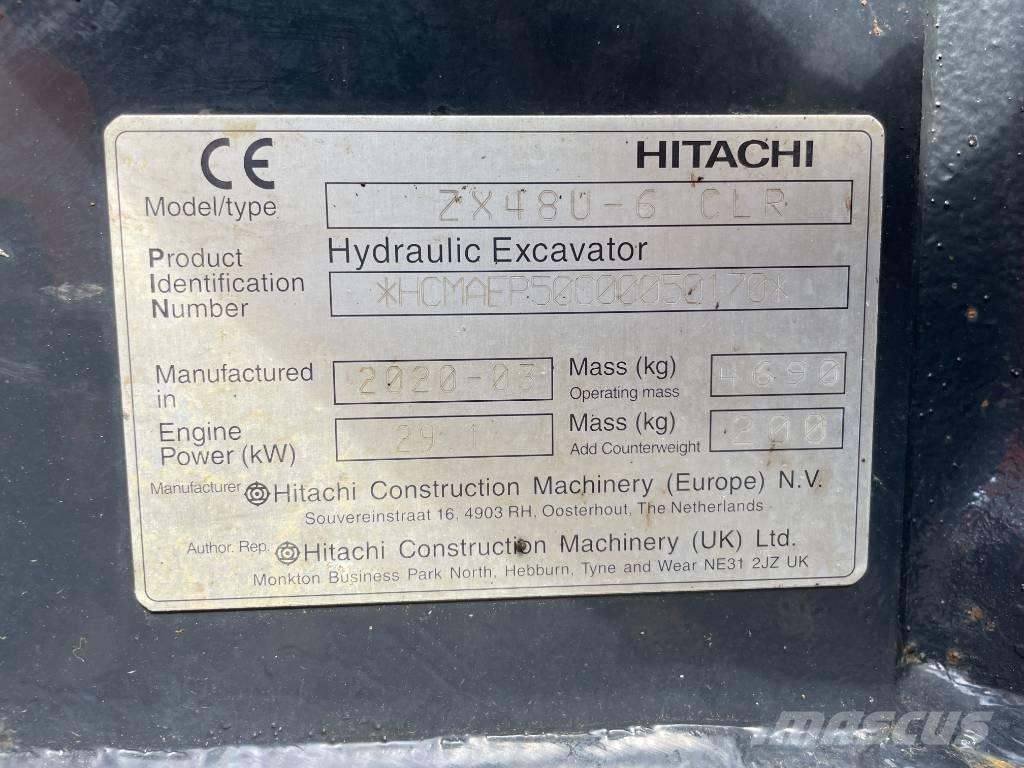 CE HITACHI
Model/type ZX48U-6 CLR
Product Hydraulic Excavator
Identification *HCMAEP50C00050170*
Number
Manufactured in 2020-03 Mass (kg) 4690
Operating mass
Engine Power (kW) 29.1 Mass (kg) 200
Add Counterweight
Manufacturer Hitachi Construction Machinery (Europe) N.V.
Souvereinstraat 16, 4903 RH, Oosterhout, The Netherlands
Author. Rep. Hitachi Construction Machinery (UK) Ltd.
Monkton Business Park North, Hebburn, Tyne and Wear NE31 2JZ UK
MASCUS